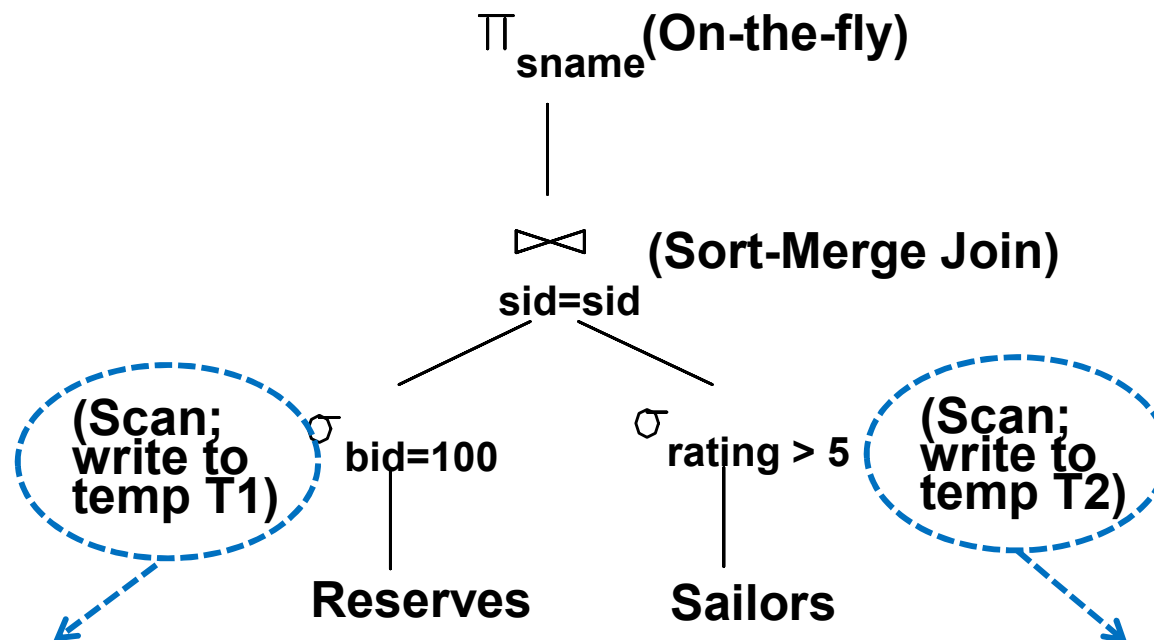 π sname (On-the-fly)
⋈ (Sort-Merge Join)
sid=sid
(Scan;
write to
temp T1)
σ bid=100
σ rating > 5
(Scan;
write to
temp T2)
Reserves
Sailors